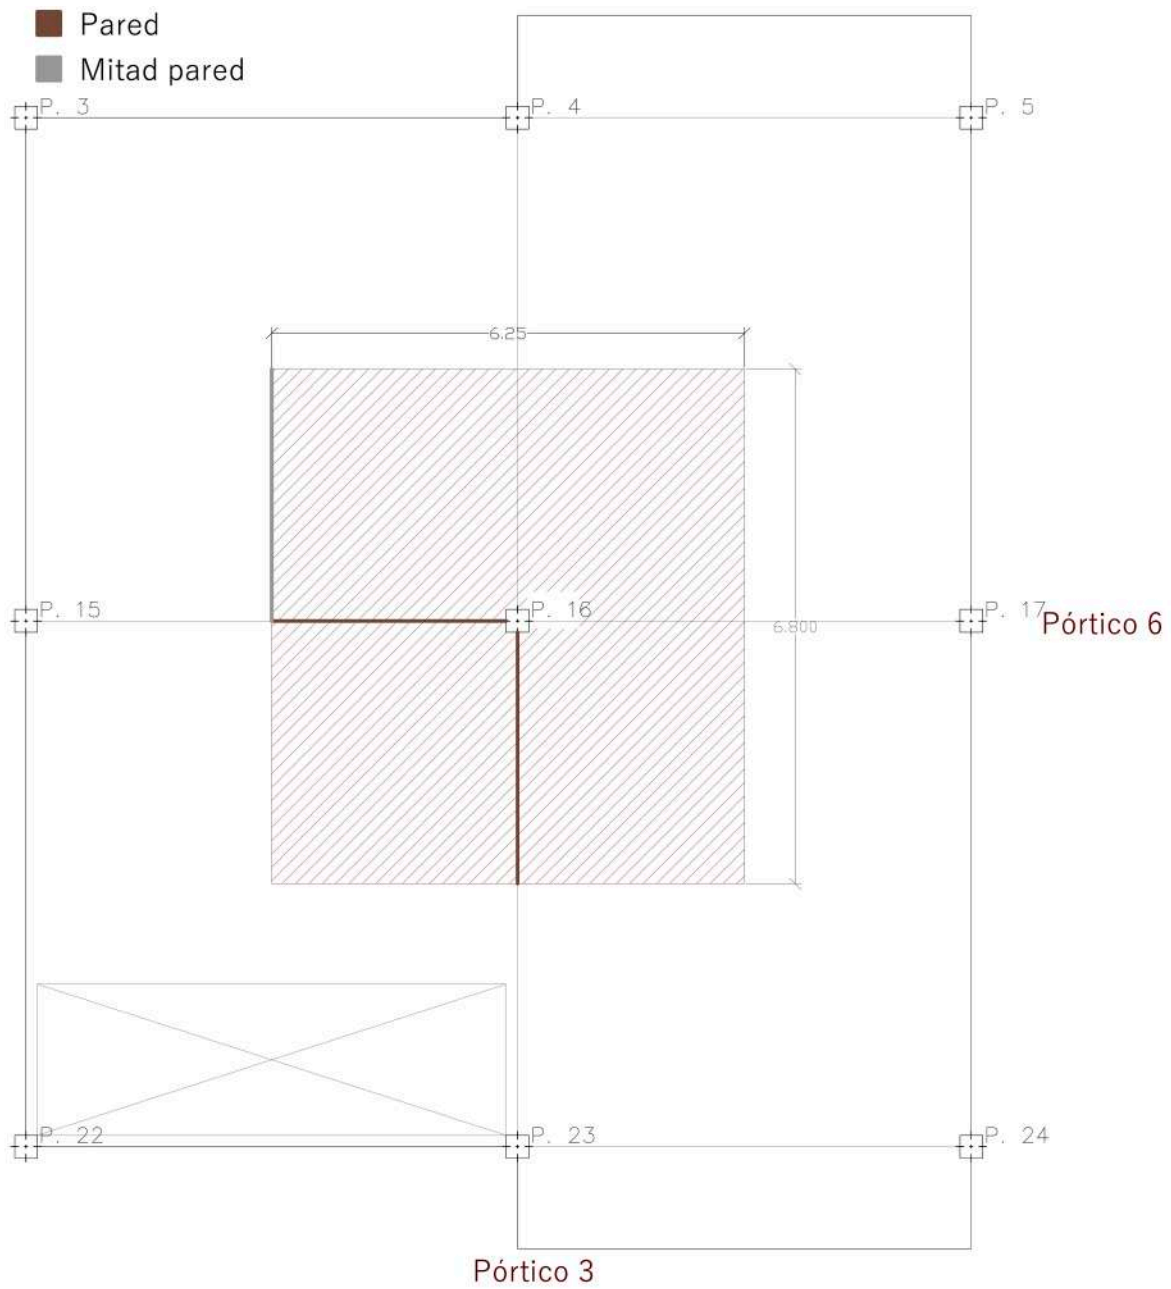 Pared
Mitad pared
P. 3
P. 4
P. 5
6.25
P. 15
P. 16
P. 17
6.800
Pórtico 6
P. 22
P. 23
P. 24
Pórtico 3